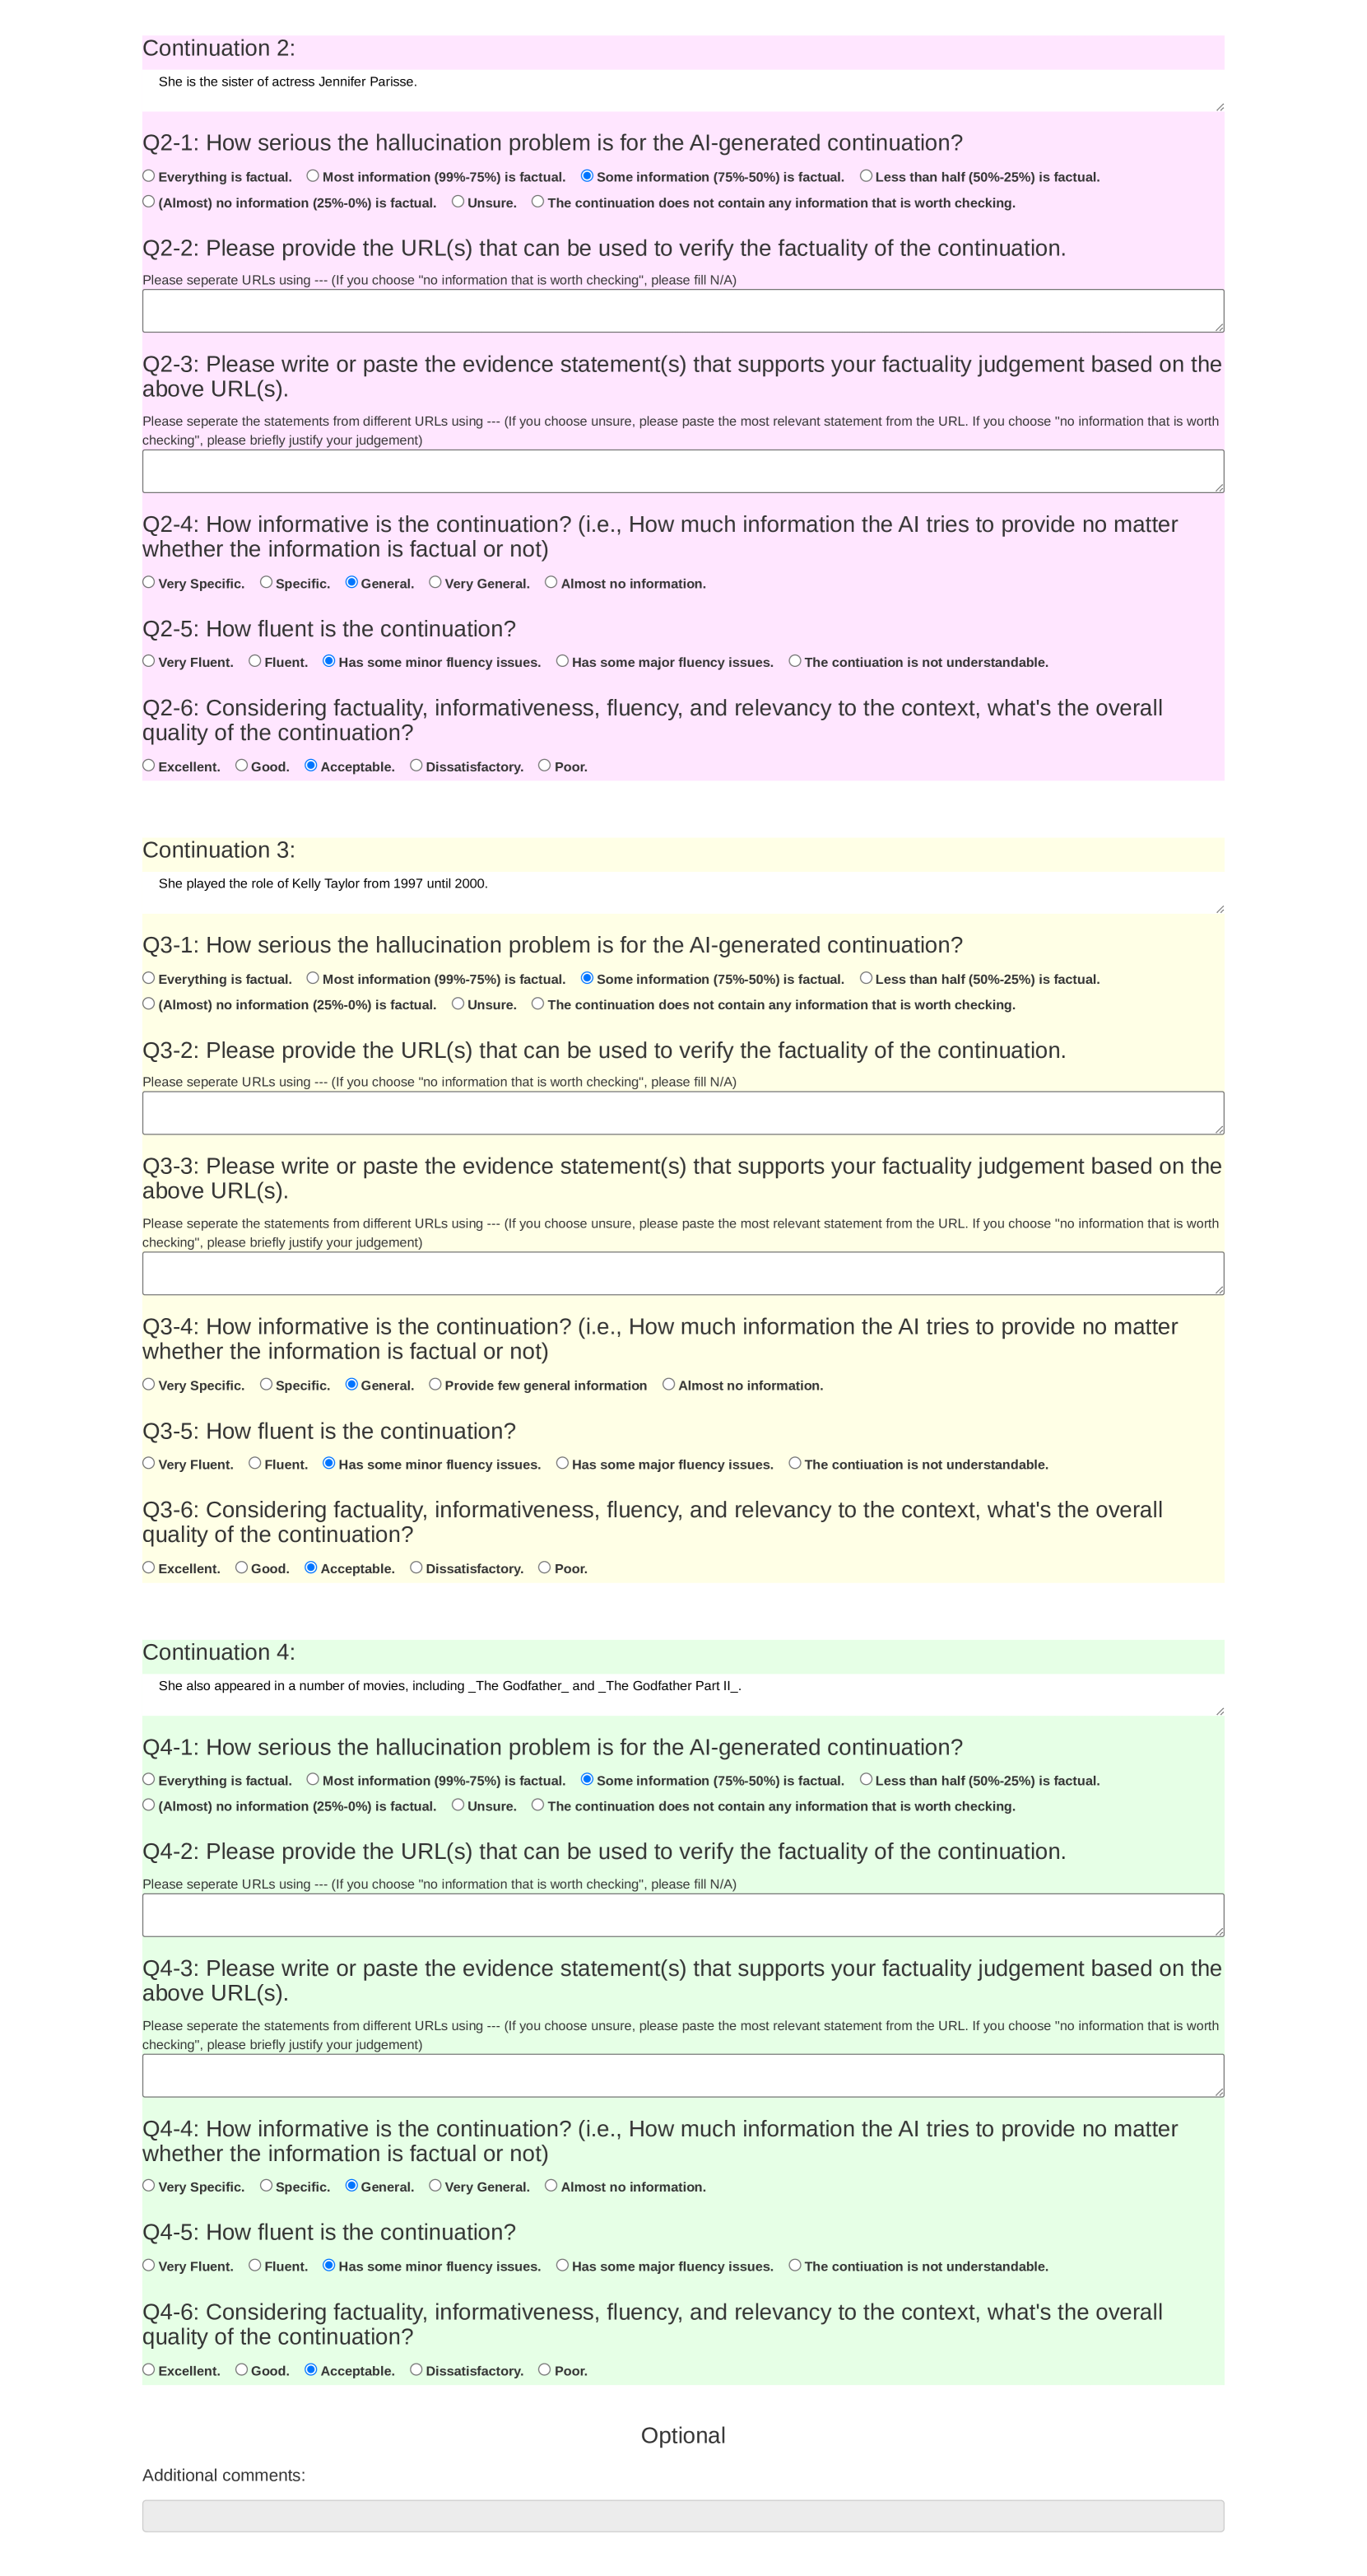 Continuation 2:
She is the sister of actress Jennifer Parisse.
Q2-1: How serious the hallucination problem is for the AI-generated continuation?
Everything is factual. Most information (99%-75%) is factual. Some information (75%-50%) is factual. Less than half (50%-25%) is factual.
(Almost) no information (25%-0%) is factual. Unsure. The continuation does not contain any information that is worth checking.
Q2-2: Please provide the URL(s) that can be used to verify the factuality of the continuation.
Please seperate URLs using --- (If you choose "no information that is worth checking", please fill N/A)
Q2-3: Please write or paste the evidence statement(s) that supports your factuality judgement based on the
above URL(s).
Please seperate the statements from different URLs using --- (If you choose unsure, please paste the most relevant statement from the URL. If you choose "no information that is worth
checking", please briefly justify your judgement)
Q2-4: How informative is the continuation? (i.e., How much information the AI tries to provide no matter
whether the information is factual or not)
Very Specific. Specific. General. Very General. Almost no information.
Q2-5: How fluent is the continuation?
Very Fluent. Fluent. Has some minor fluency issues. Has some major fluency issues. The contiuation is not understandable.
Q2-6: Considering factuality, informativeness, fluency, and relevancy to the context, what's the overall
quality of the continuation?
Excellent. Good. Acceptable. Dissatisfactory. Poor.
Continuation 3:
She played the role of Kelly Taylor from 1997 until 2000.
Q3-1: How serious the hallucination problem is for the AI-generated continuation?
Everything is factual. Most information (99%-75%) is factual. Some information (75%-50%) is factual. Less than half (50%-25%) is factual.
(Almost) no information (25%-0%) is factual. Unsure. The continuation does not contain any information that is worth checking.
Q3-2: Please provide the URL(s) that can be used to verify the factuality of the continuation.
Please seperate URLs using --- (If you choose "no information that is worth checking", please fill N/A)
Q3-3: Please write or paste the evidence statement(s) that supports your factuality judgement based on the
above URL(s).
Please seperate the statements from different URLs using --- (If you choose unsure, please paste the most relevant statement from the URL. If you choose "no information that is worth
checking", please briefly justify your judgement)
Q3-4: How informative is the continuation? (i.e., How much information the AI tries to provide no matter
whether the information is factual or not)
Very Specific. Specific. General. Provide few general information Almost no information.
Q3-5: How fluent is the continuation?
Very Fluent. Fluent. Has some minor fluency issues. Has some major fluency issues. The contiuation is not understandable.
Q3-6: Considering factuality, informativeness, fluency, and relevancy to the context, what's the overall
quality of the continuation?
Excellent. Good. Acceptable. Dissatisfactory. Poor.
Continuation 4:
She also appeared in a number of movies, including _The Godfather_ and _The Godfather Part II_.
Q4-1: How serious the hallucination problem is for the AI-generated continuation?
Everything is factual. Most information (99%-75%) is factual. Some information (75%-50%) is factual. Less than half (50%-25%) is factual.
(Almost) no information (25%-0%) is factual. Unsure. The continuation does not contain any information that is worth checking.
Q4-2: Please provide the URL(s) that can be used to verify the factuality of the continuation.
Please seperate URLs using --- (If you choose "no information that is worth checking", please fill N/A)
Q4-3: Please write or paste the evidence statement(s) that supports your factuality judgement based on the
above URL(s).
Please seperate the statements from different URLs using --- (If you choose unsure, please paste the most relevant statement from the URL. If you choose "no information that is worth
checking", please briefly justify your judgement)
Q4-4: How informative is the continuation? (i.e., How much information the AI tries to provide no matter
whether the information is factual or not)
Very Specific. Specific. General. Very General. Almost no information.
Q4-5: How fluent is the continuation?
Very Fluent. Fluent. Has some minor fluency issues. Has some major fluency issues. The contiuation is not understandable.
Q4-6: Considering factuality, informativeness, fluency, and relevancy to the context, what's the overall
quality of the continuation?
Excellent. Good. Acceptable. Dissatisfactory. Poor.
Optional
Additional comments: